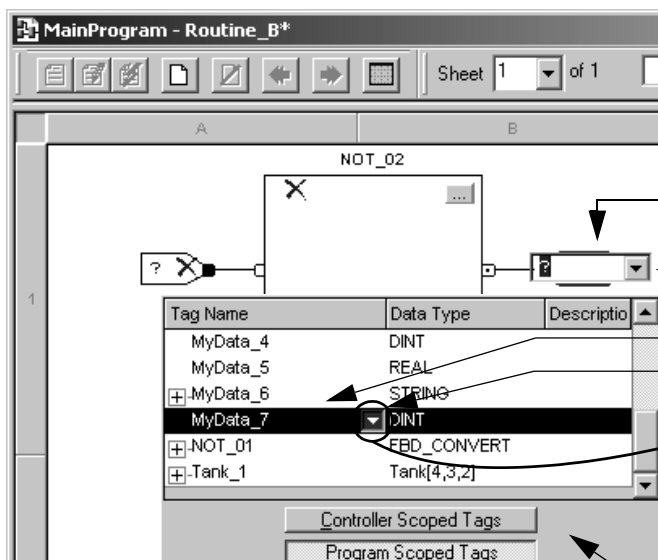 MainProgram - Routine_B*
Sheet 1 of 1
A B
NOT_02
...
? ?
1
Tag Name Data Type Descriptio
MyData_4 DINT
MyData_5 REAL
MyData_6 STRING
MyData_7 DINT
NOT_01 FBD_CONVERT
Tank_1 Tank[4,3,2]
Controller Scoped Tags
Program Scoped Tags